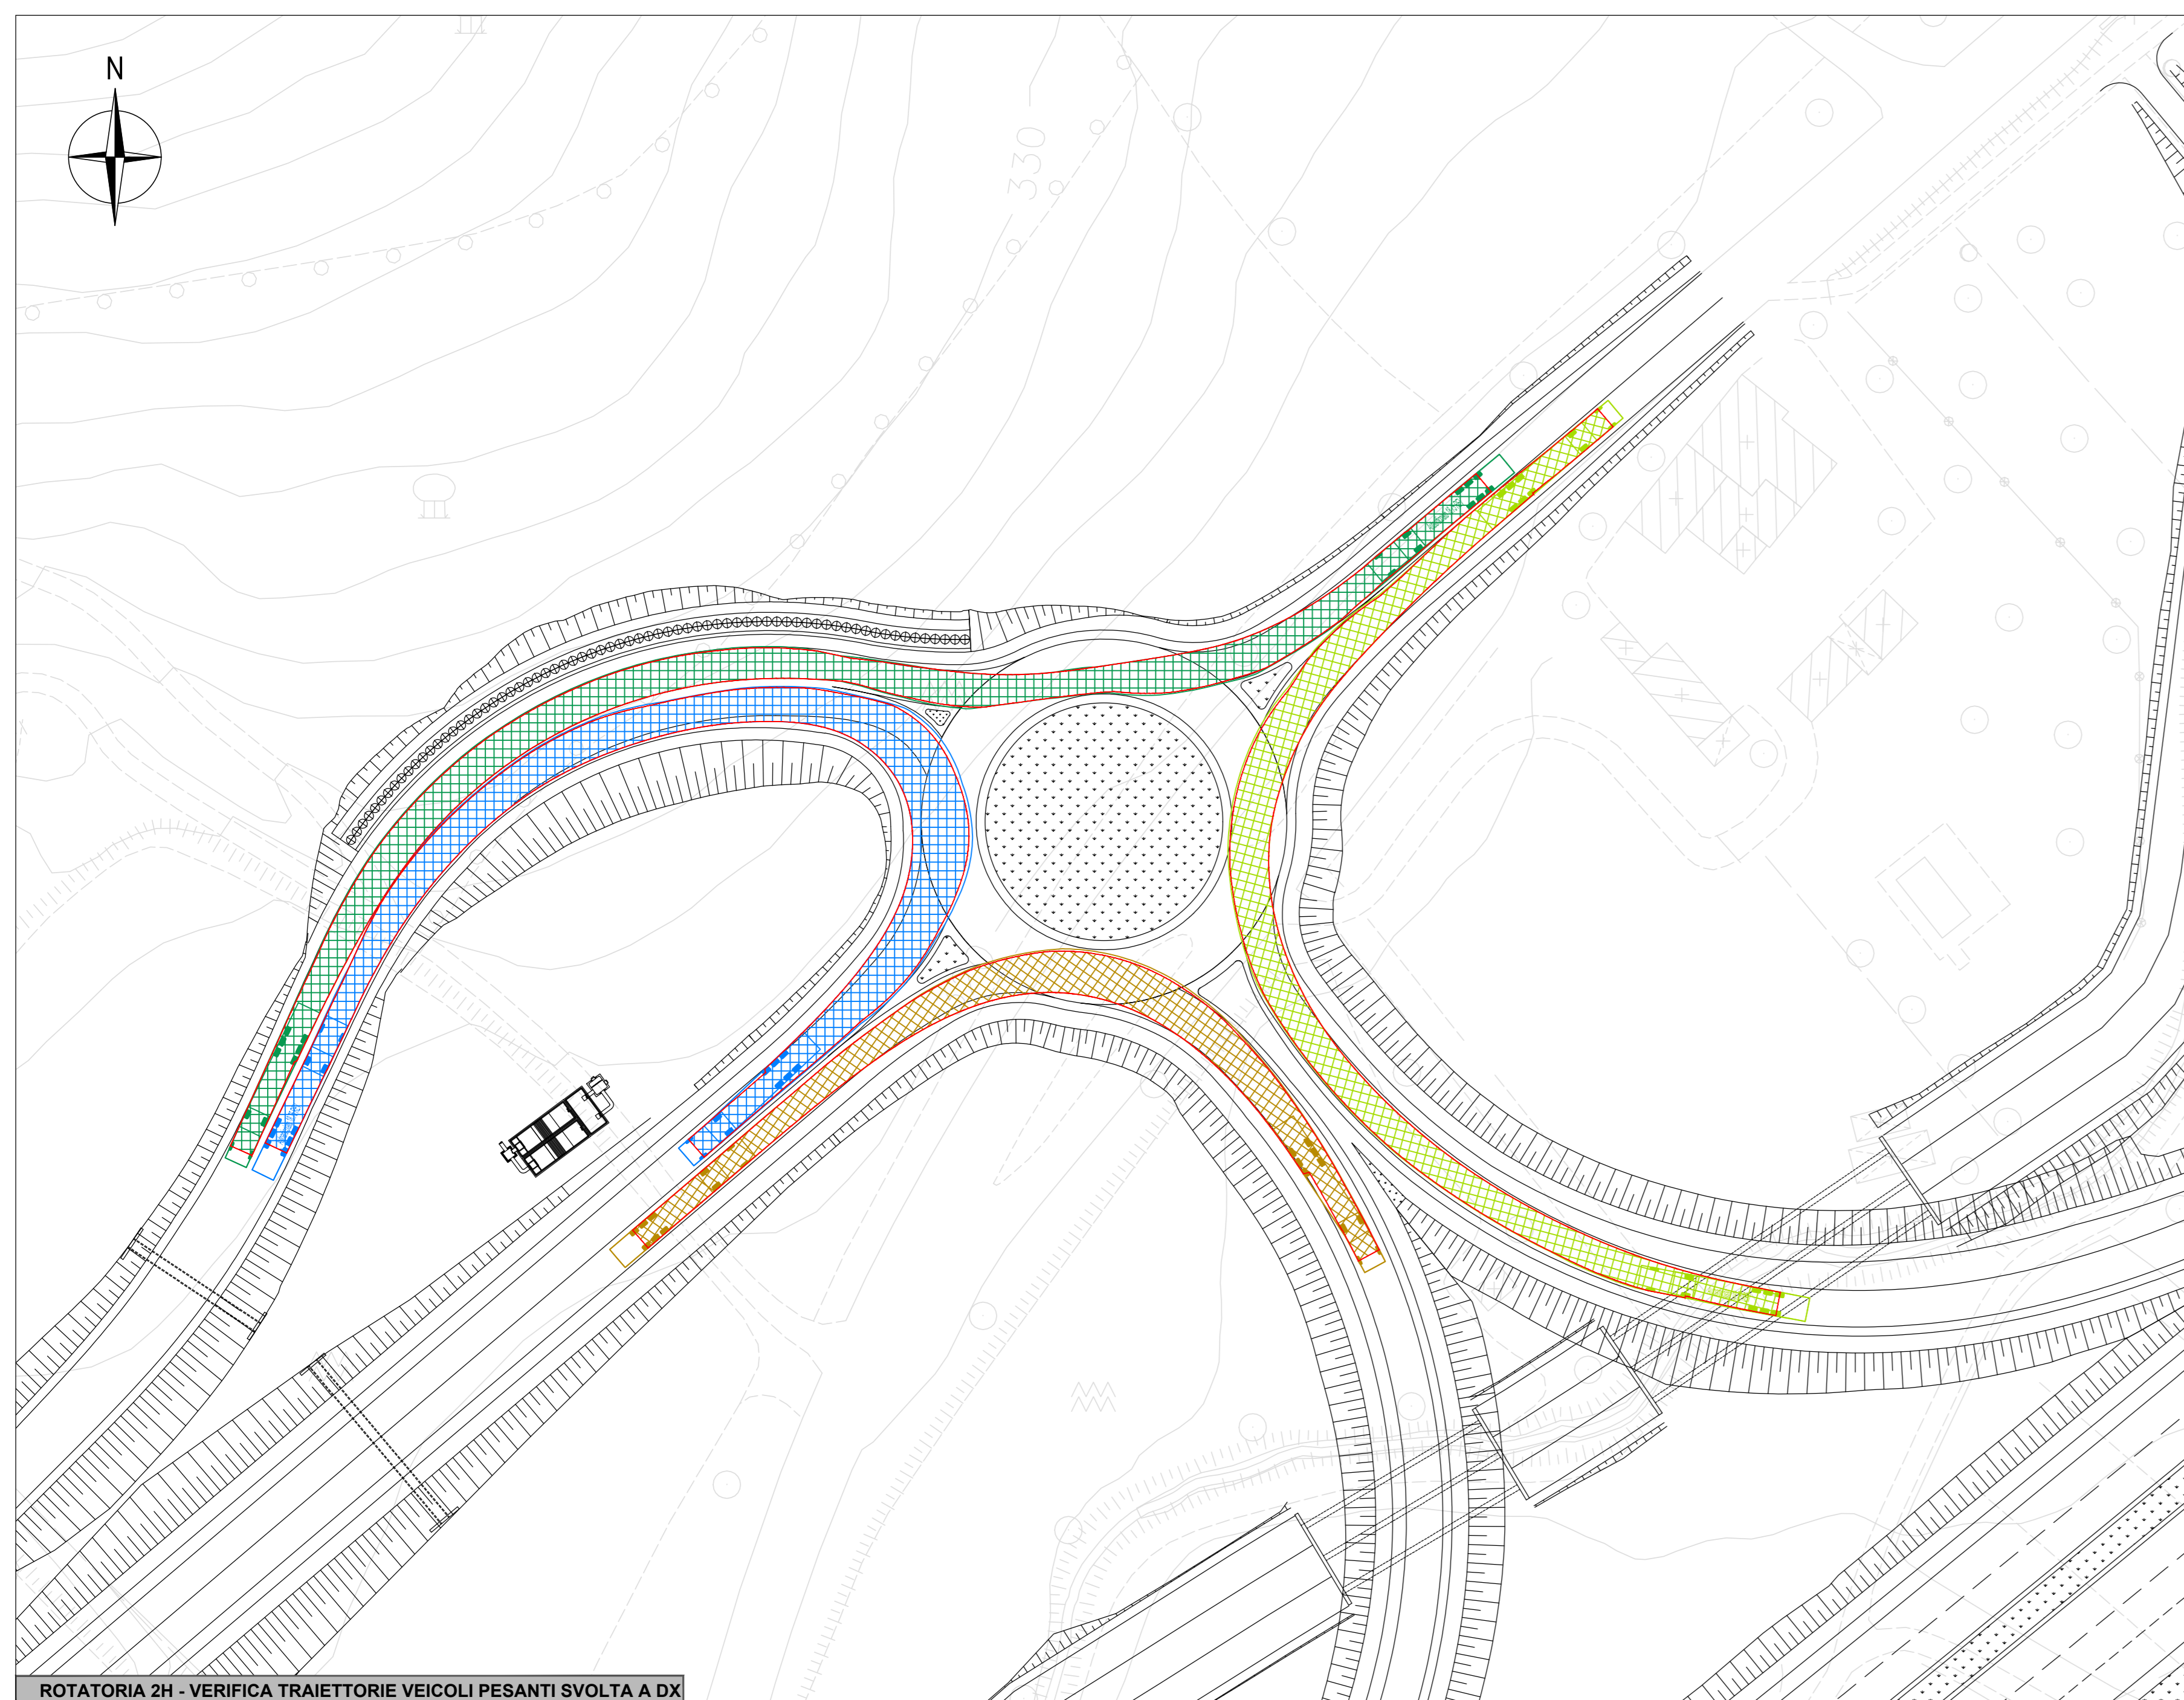 N
330
ROTATORIA 2H - VERIFICA TRAIETTORIE VEICOLI PESANTI SVOLTA A DX